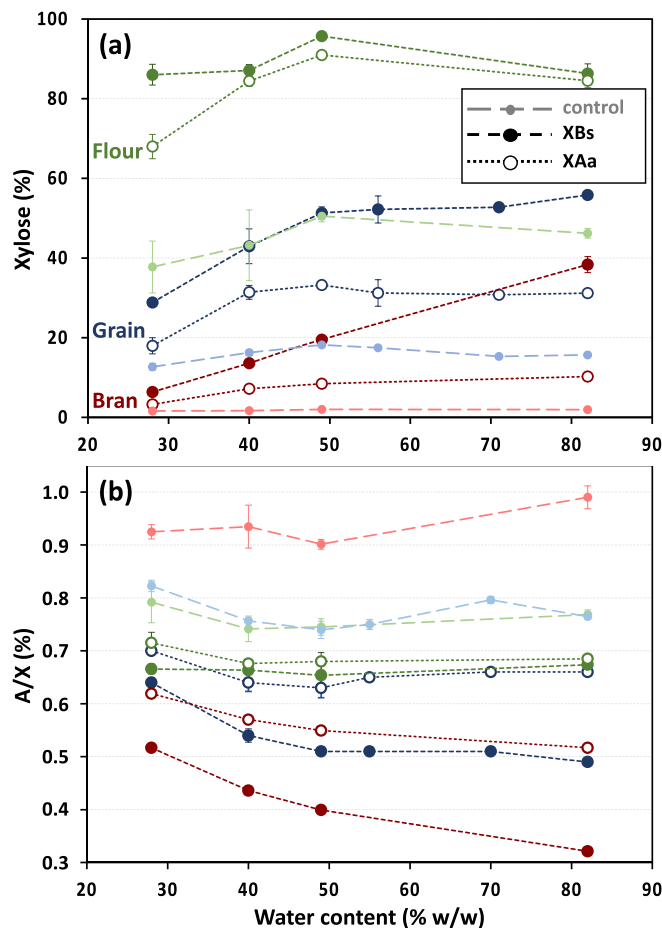 (a)
100
80
60
40
20
0
Xylose (%)
Flour
Grain
Bran
control
XBs
XAa
20 30 40 50 60 70 80 90
(b)
1.0
0.9
0.8
0.7
0.6
0.5
0.4
0.3
A/X (%)
20 30 40 50 60 70 80 90
Water content (% w/w)